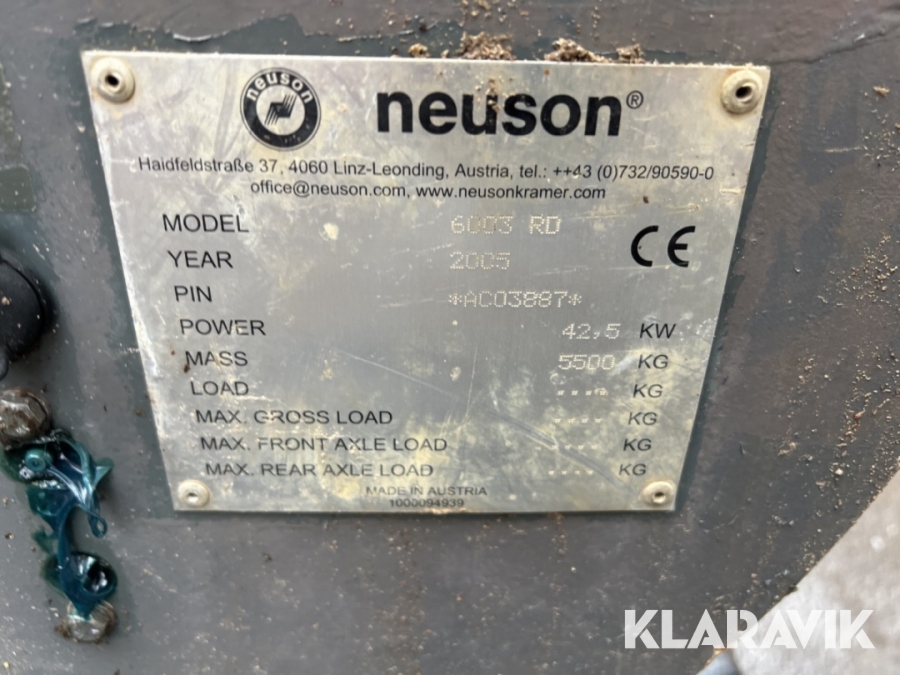 neuson
neuson®
Haidfeldstraße 37, 4060 Linz-Leonding, Austria, tel.: ++43 (0)732/90590-0
office@neuson.com, www.neusonkramer.com
MODEL 6003 RD
CE
YEAR 2005
PIN *AC03887*
POWER 42,5 KW
MASS 5500 KG
LOAD ---- KG
MAX. GROSS LOAD ---- KG
MAX. FRONT AXLE LOAD ---- KG
MAX. REAR AXLE LOAD ---- KG
MADE IN AUSTRIA
1000094939
KLARAVIK